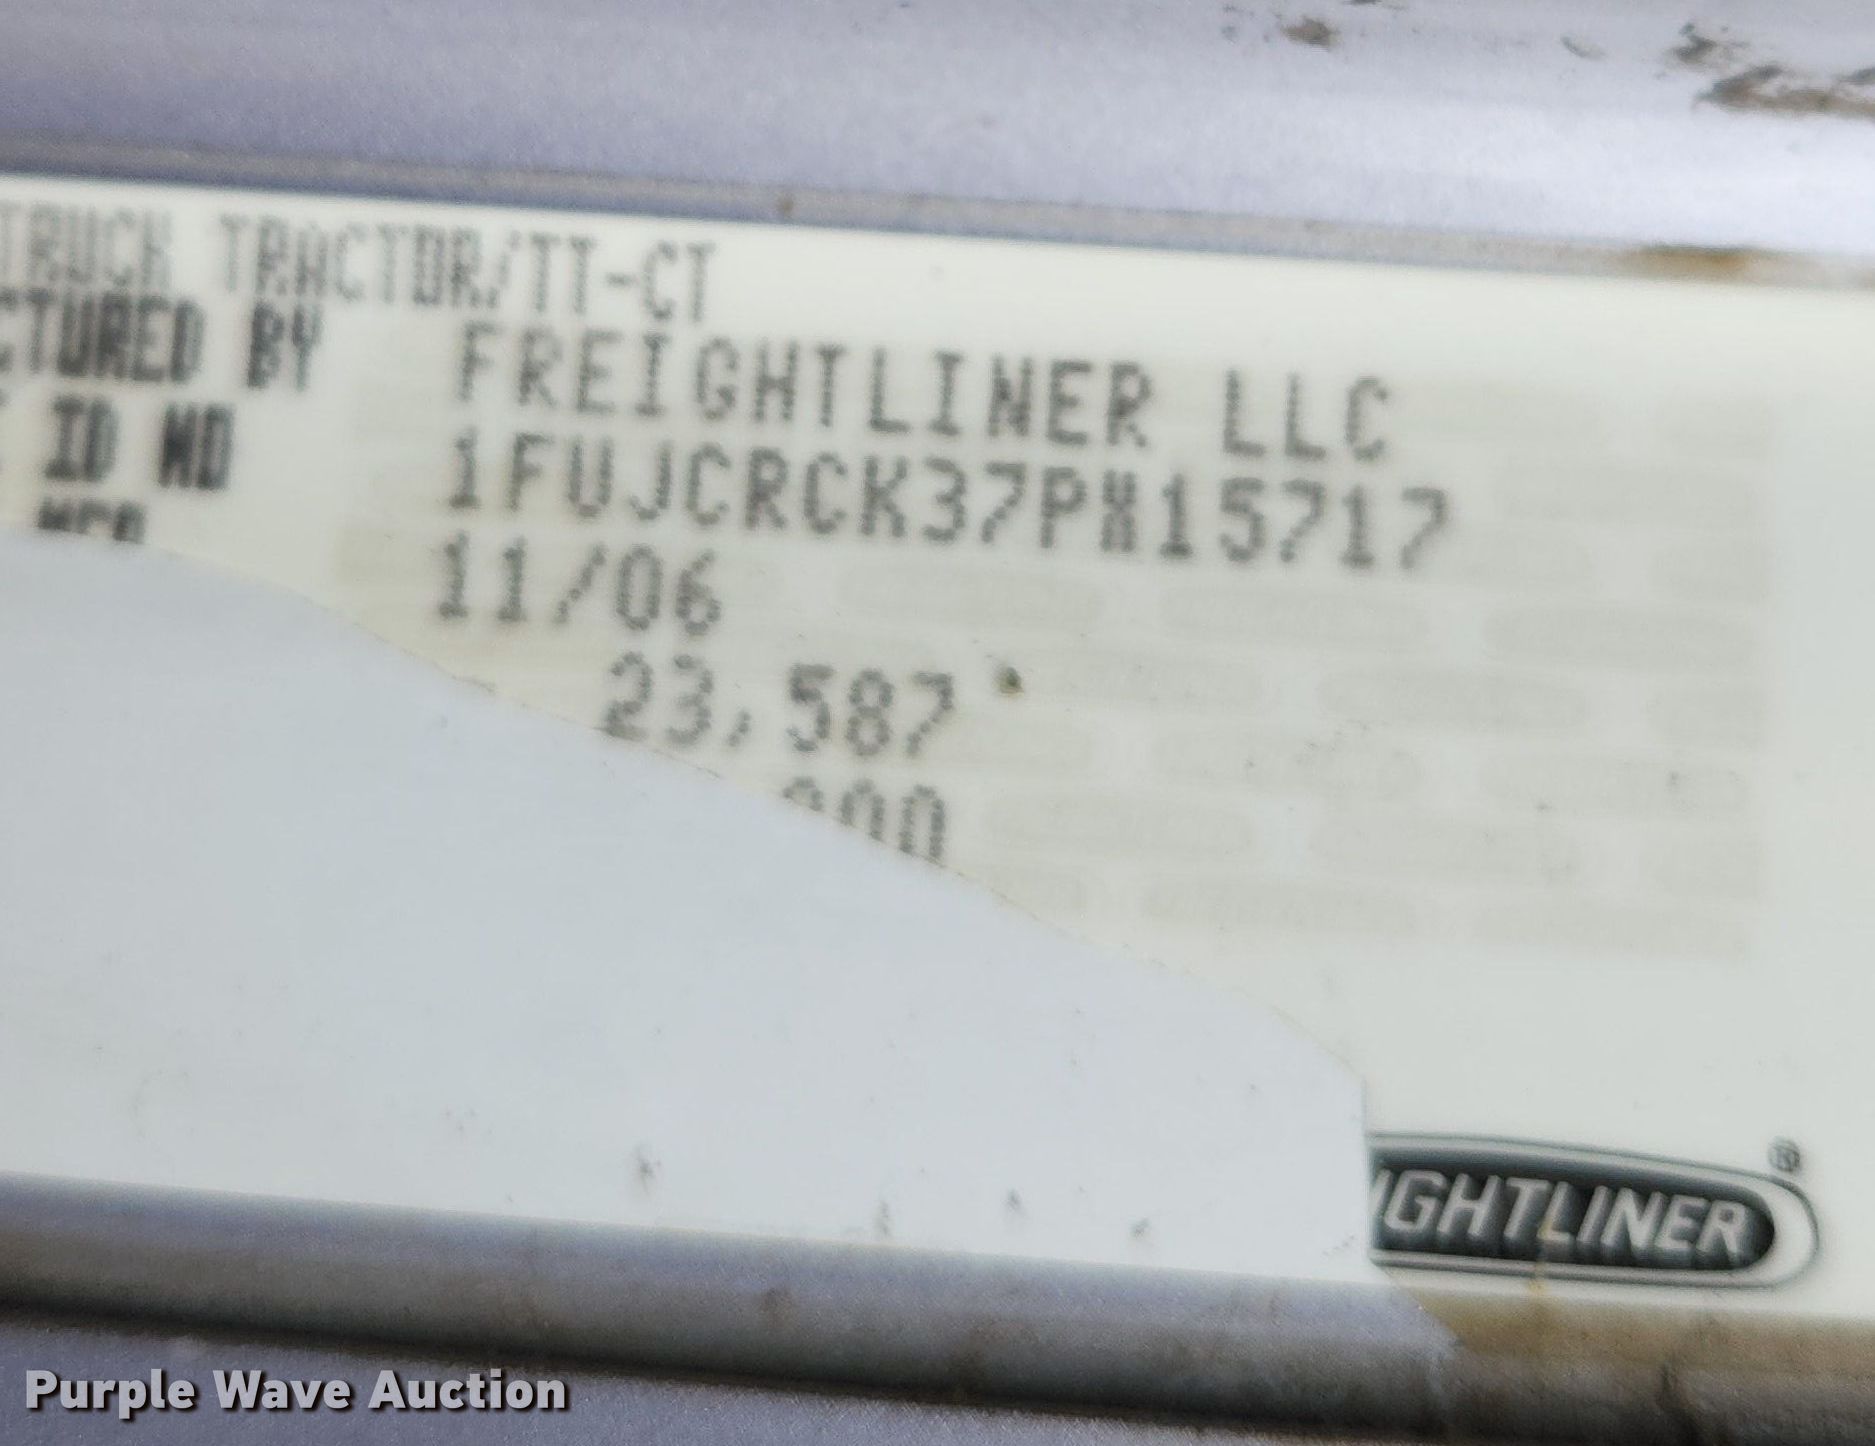 TRUCK TRACTOR/TT-CT
CTURED BY FREIGHTLINER LLC
ID NO 1FUJCRCK37PX15717
11/06
23,587
IGHTLINER ®
Purple Wave Auction